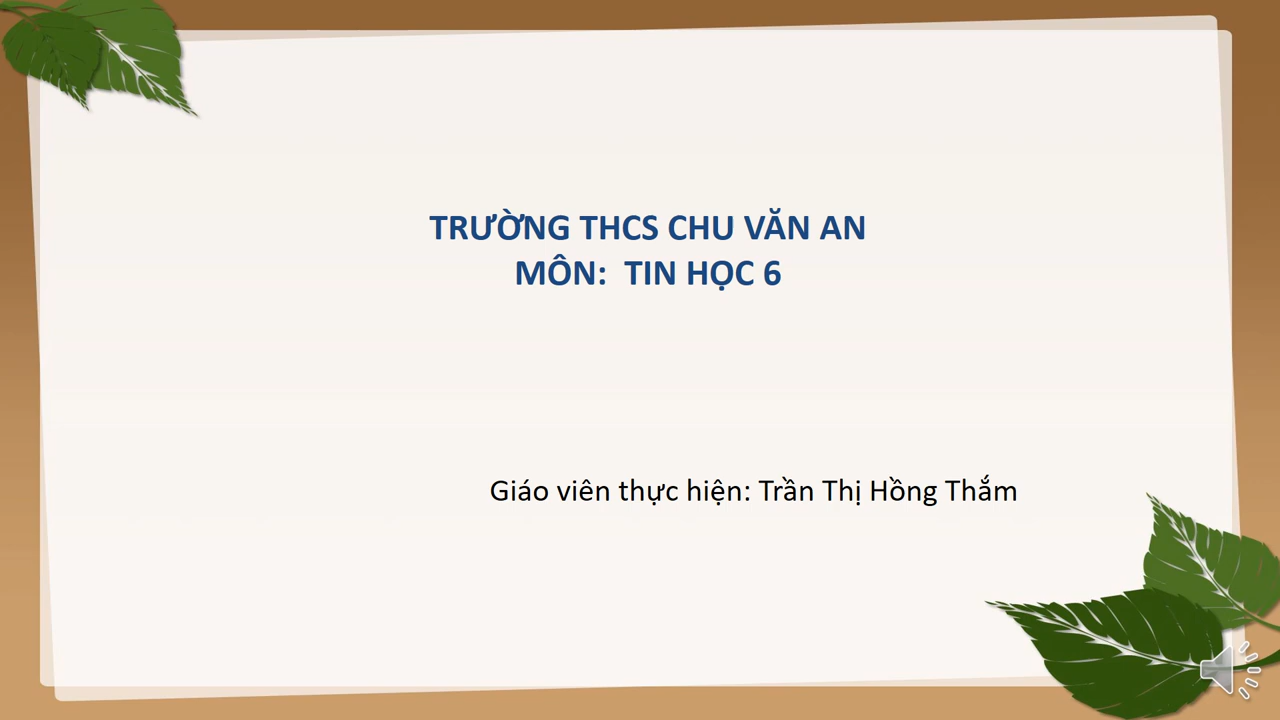 TRƯỜNG THCS CHU VĂN AN
MÔN:  TIN HỌC 6
Giáo viên thực hiện: Trần Thị Hồng Thắm